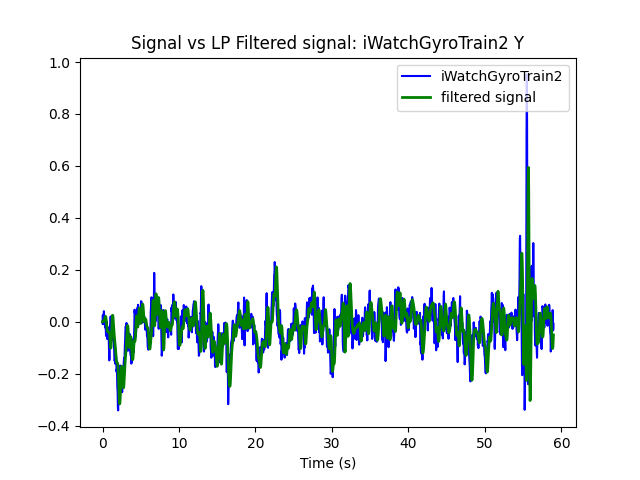 Signal vs LP Filtered signal: iWatchGyroTrain2 Y
1.0
0.8
0.6
0.4
0.2
0.0
−0.2
−0.4
iWatchGyroTrain2
filtered signal
0 10 20 30 40 50 60
Time (s)